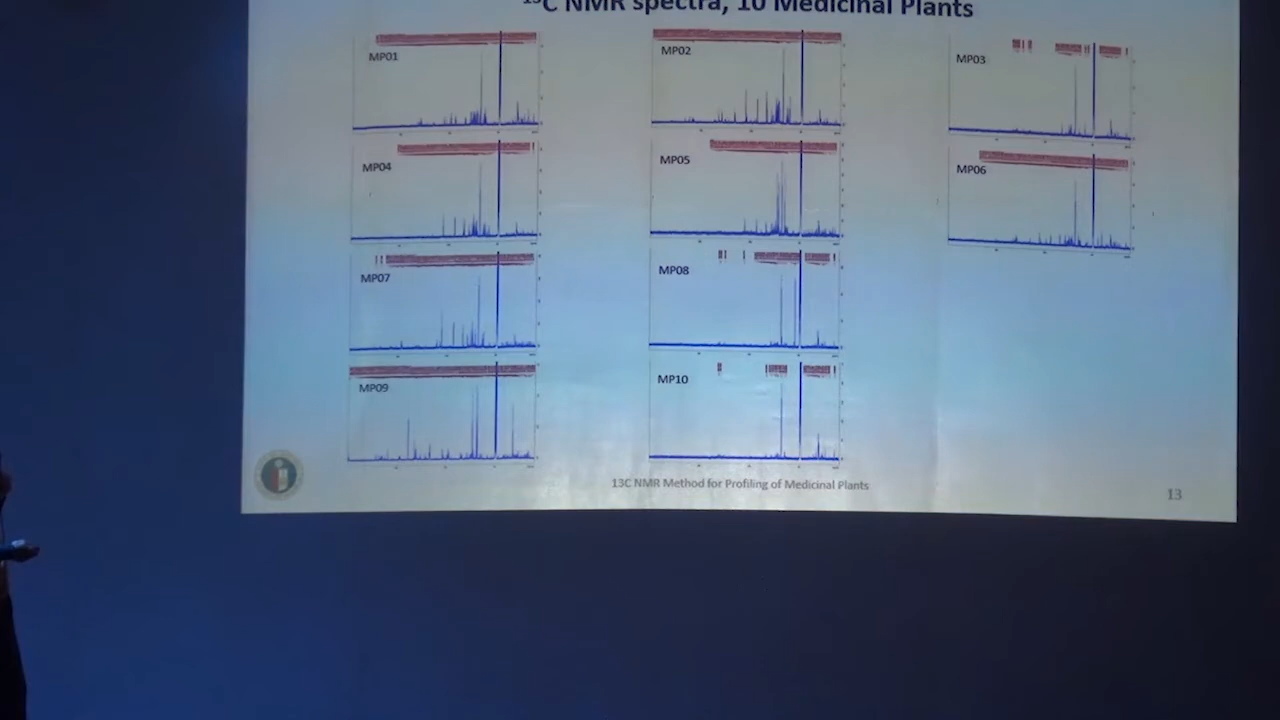 ¹³C NMR spectra, 10 Medicinal Plants
MP01
MP02
MP03
MP04
MP05
MP06
MP07
MP08
MP09
MP10
13C NMR Method for Profiling of Medicinal Plants
13